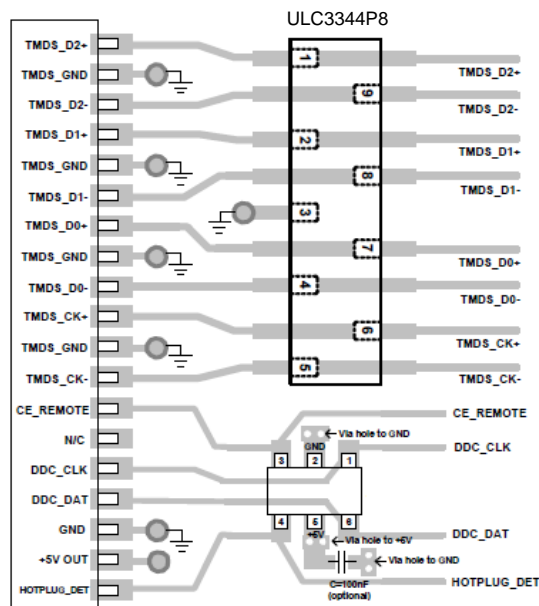 ULC3344P8
TMDS_D2+
TMDS_GND
TMDS_D2-
TMDS_D1+
TMDS_GND
TMDS_D1-
TMDS_D0+
TMDS_GND
TMDS_D0-
TMDS_CK+
TMDS_GND
TMDS_CK-
CE_REMOTE
N/C
DDC_CLK
DDC_DAT
GND
+5V OUT
HOTPLUG_DET
1
9
2
8
3
7
4
6
5
TMDS_D2+
TMDS_D2-
TMDS_D1+
TMDS_D1-
TMDS_D0+
TMDS_D0-
TMDS_CK+
TMDS_CK-
CE_REMOTE
Via hole to GND
GND
DDC_CLK
3 2 1
4 5 6
+5V
Via hole to +5V
DDC_DAT
Via hole to GND
C=100nF
(optional)
HOTPLUG_DET